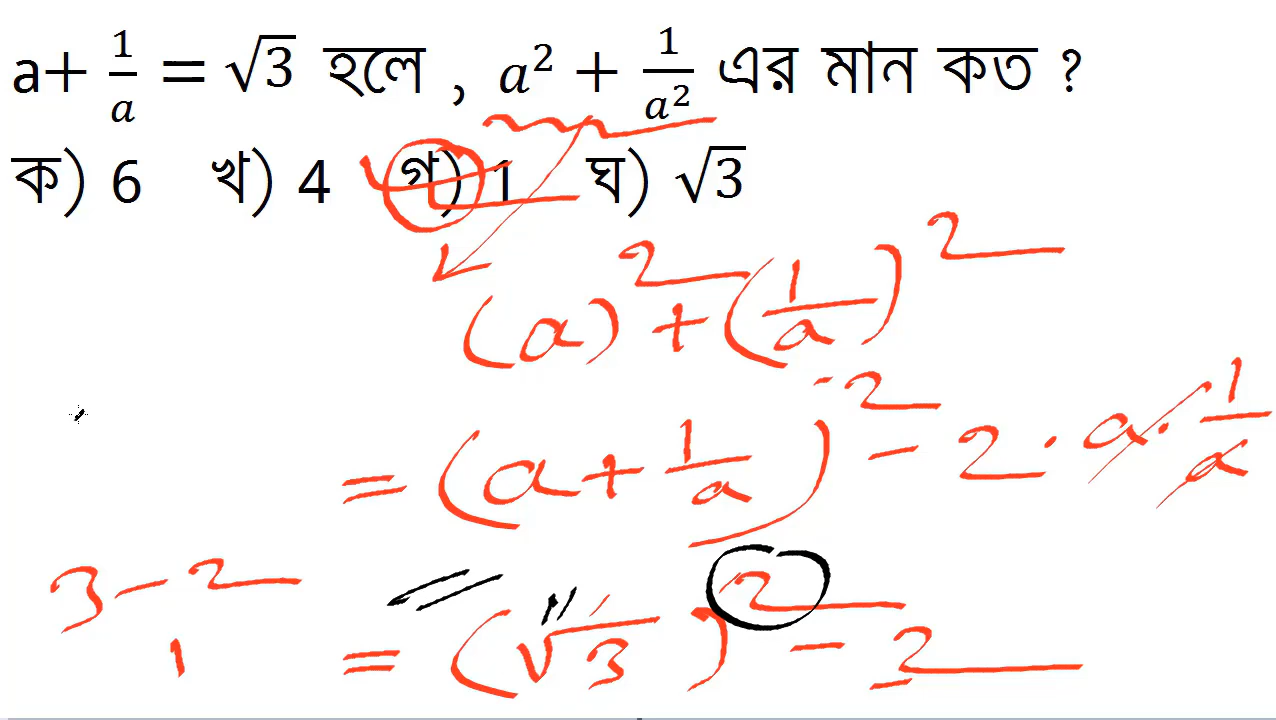 a+ 1/a = √3 হলে , a² + 1/a² এর মান কত ?
ক) 6 খ) 4 গ) 1 ঘ) √3
(a)² + (1/a)²
= (a + 1/a)² - 2 · a · 1/a
3 - 2
= (√3)² - 2
1